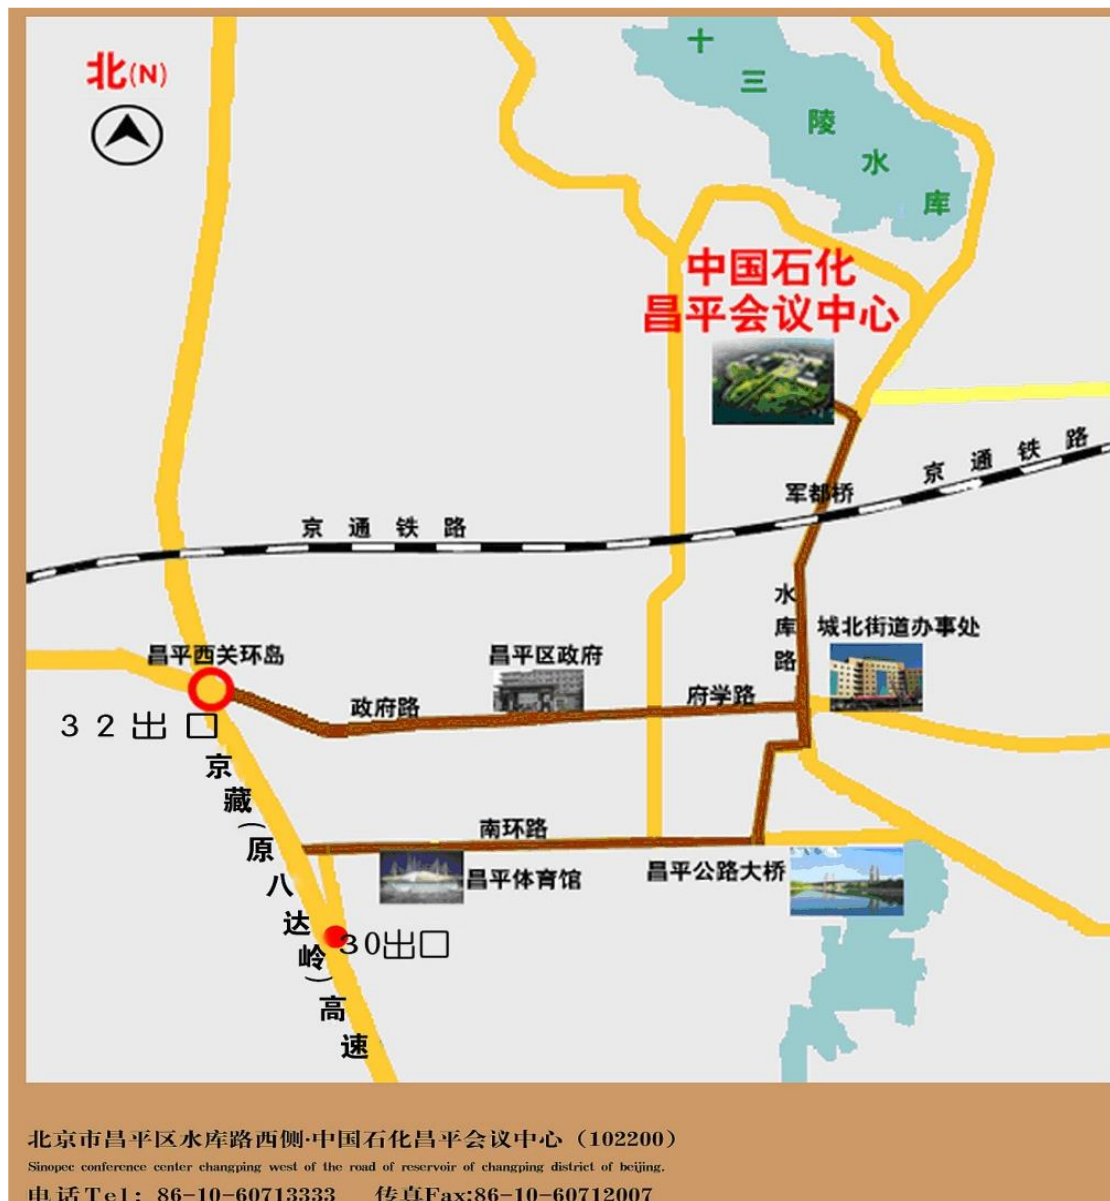 北(N)
十三陵水库
中国石化
昌平会议中心
京通铁路
军都桥
京通铁路
水库路
城北街道办事处
昌平西关环岛
昌平区政府
政府路
府学路
32出口
京藏(原八达岭)高速
南环路
昌平体育馆
昌平公路大桥
30出口
北京市昌平区水库路西侧·中国石化昌平会议中心（102200）
Sinopec conference center changping west of the road of reservoir of changping district of beijing.
电话Tel: 86-10-60713333 传真Fax:86-10-60712007